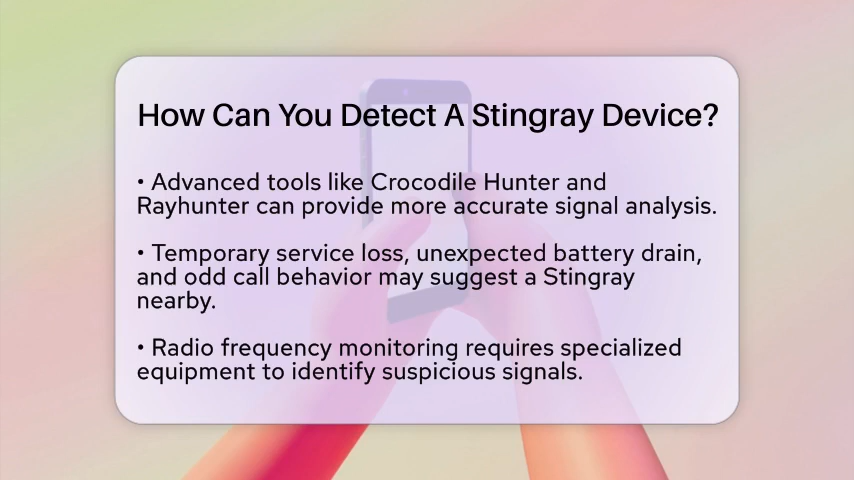 How Can You Detect A Stingray Device?
• Advanced tools like Crocodile Hunter and
Rayhunter can provide more accurate signal analysis.
• Temporary service loss, unexpected battery drain,
and odd call behavior may suggest a Stingray
nearby.
• Radio frequency monitoring requires specialized
equipment to identify suspicious signals.